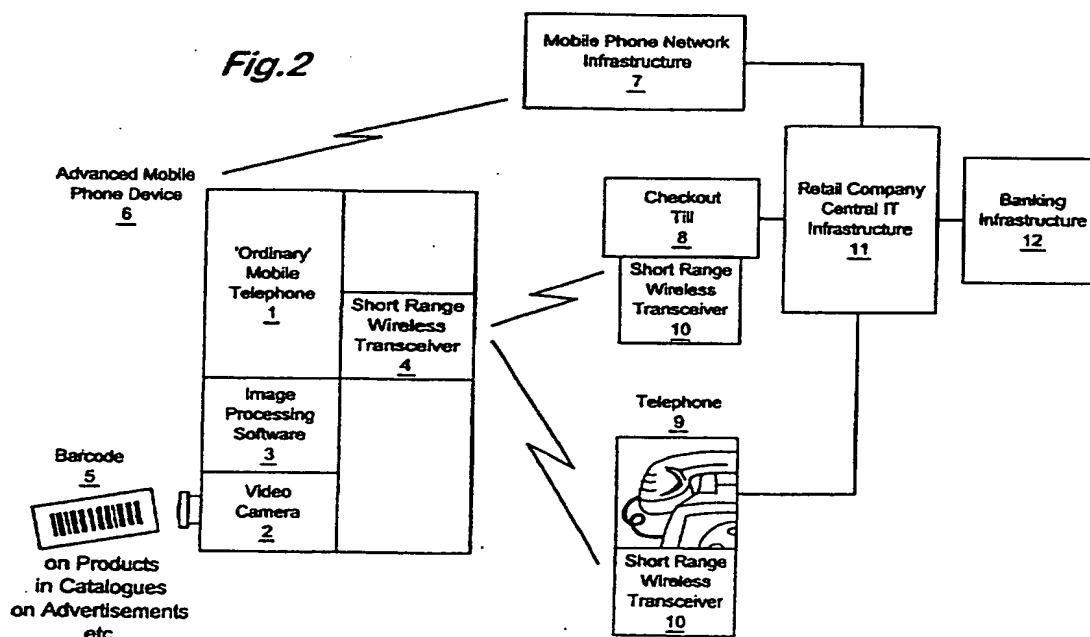 Fig.2
Mobile Phone Network
Infrastructure
7
Advanced Mobile
Phone Device
6
'Ordinary'
Mobile
Telephone
1
Short Range
Wireless
Transceiver
4
Image
Processing
Software
3
Video
Camera
2
Barcode
5
on Products
in Catalogues
on Advertisements
etc
Checkout
Till
8
Short Range
Wireless
Transceiver
10
Telephone
9
Short Range
Wireless
Transceiver
10
Retail Company
Central IT
Infrastructure
11
Banking
Infrastructure
12